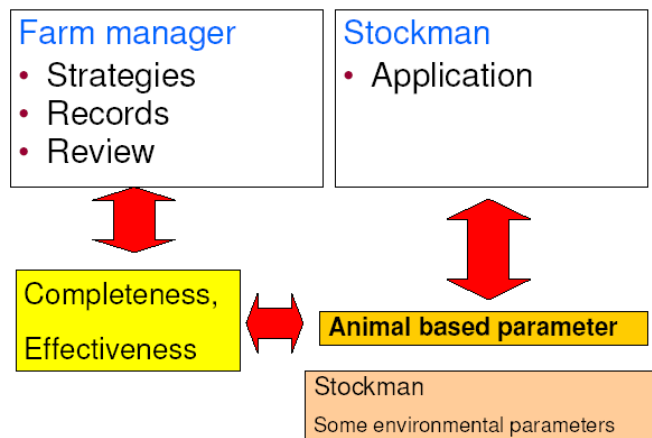 Farm manager
• Strategies
• Records
• Review
Stockman
• Application
Completeness,
Effectiveness
Animal based parameter
Stockman
Some environmental parameters